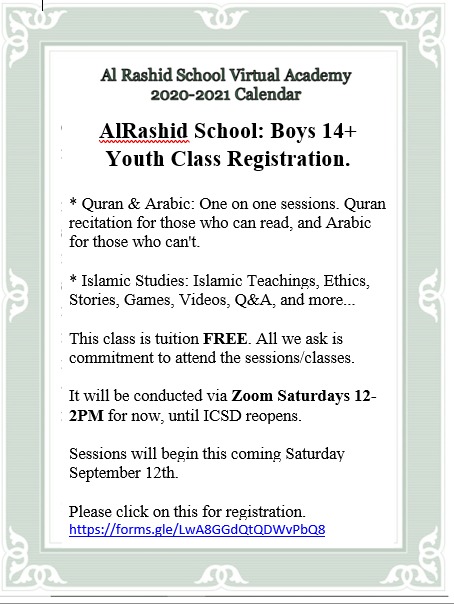 Al Rashid School Virtual Academy
2020-2021 Calendar
AlRashid School: Boys 14+
Youth Class Registration.
* Quran & Arabic: One on one sessions. Quran
recitation for those who can read, and Arabic
for those who can't.
* Islamic Studies: Islamic Teachings, Ethics,
Stories, Games, Videos, Q&A, and more...
This class is tuition FREE. All we ask is
commitment to attend the sessions/classes.
It will be conducted via Zoom Saturdays 12-
2PM for now, until ICSD reopens.
Sessions will begin this coming Saturday
September 12th.
Please click on this for registration.
https://forms.gle/LwA8GGdQtQDWvPbQ8